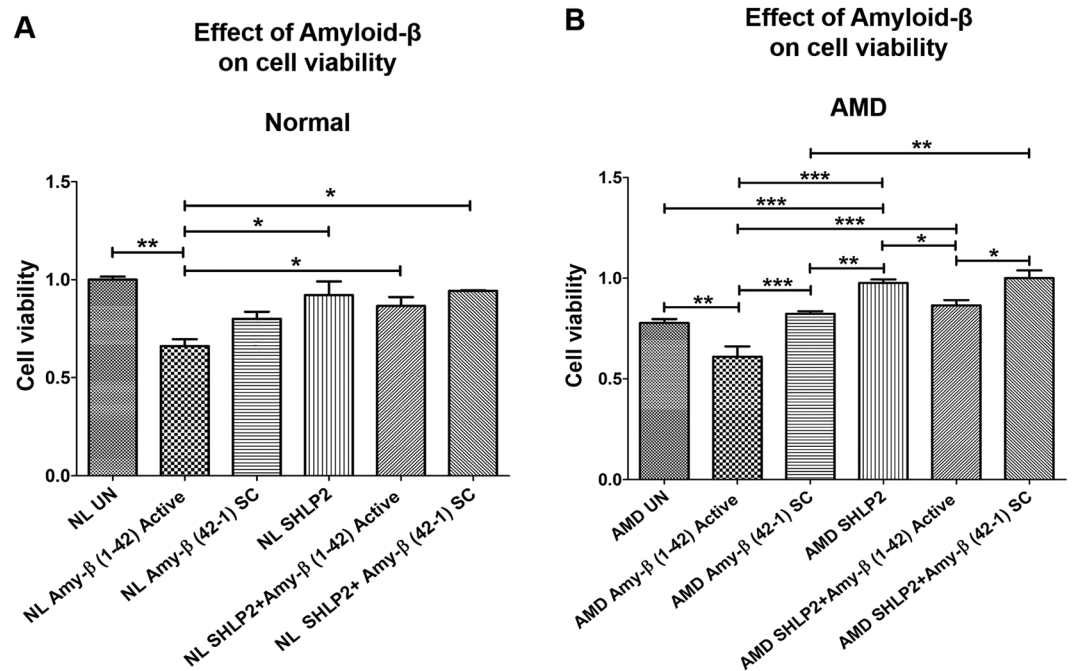 A
Effect of Amyloid-β
on cell viability
Normal
Cell viability
1.5
1.0
0.5
0.0
**
*
*
*
NL UN
NL Amy-β (1-42) Active
NL Amy-β (42-1) SC
NL SHLP2
NL SHLP2+Amy-β (1-42) Active
NL SHLP2+ Amy-β (42-1) SC
B
Effect of Amyloid-β
on cell viability
AMD
Cell viability
1.5
1.0
0.5
0.0
**
***
***
***
*
**
*
***
**
AMD UN
AMD Amy-β (1-42) Active
AMD Amy-β (42-1) SC
AMD SHLP2
AMD SHLP2+Amy-β (1-42) Active
AMD SHLP2+Amy-β (42-1) SC